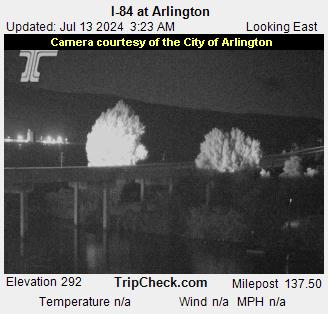 I-84 at Arlington
Updated: Jul 13 2024 3:23 AM Looking East
Camera courtesy of the City of Arlington
Elevation 292 TripCheck.com Milepost 137.50
Temperature n/a Wind n/a MPH n/a